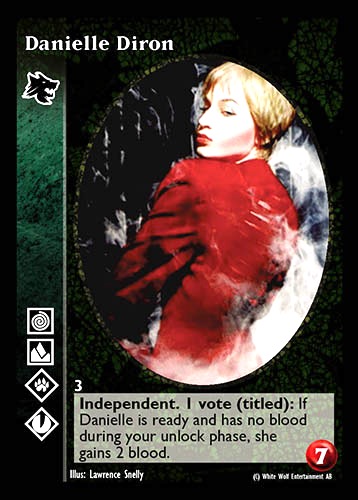 Danielle Diron
3
Independent. 1 vote (titled): If
Danielle is ready and has no blood
during your unlock phase, she
gains 2 blood.
7
Illus: Lawrence Snelly
(C) White Wolf Entertainment AB